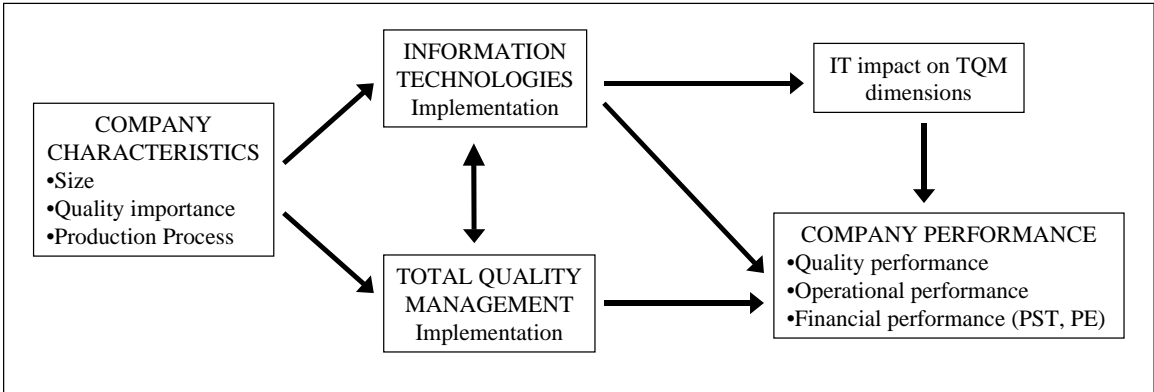 COMPANY
CHARACTERISTICS
•Size
•Quality importance
•Production Process
INFORMATION
TECHNOLOGIES
Implementation
TOTAL QUALITY
MANAGEMENT
Implementation
IT impact on TQM
dimensions
COMPANY PERFORMANCE
•Quality performance
•Operational performance
•Financial performance (PST, PE)